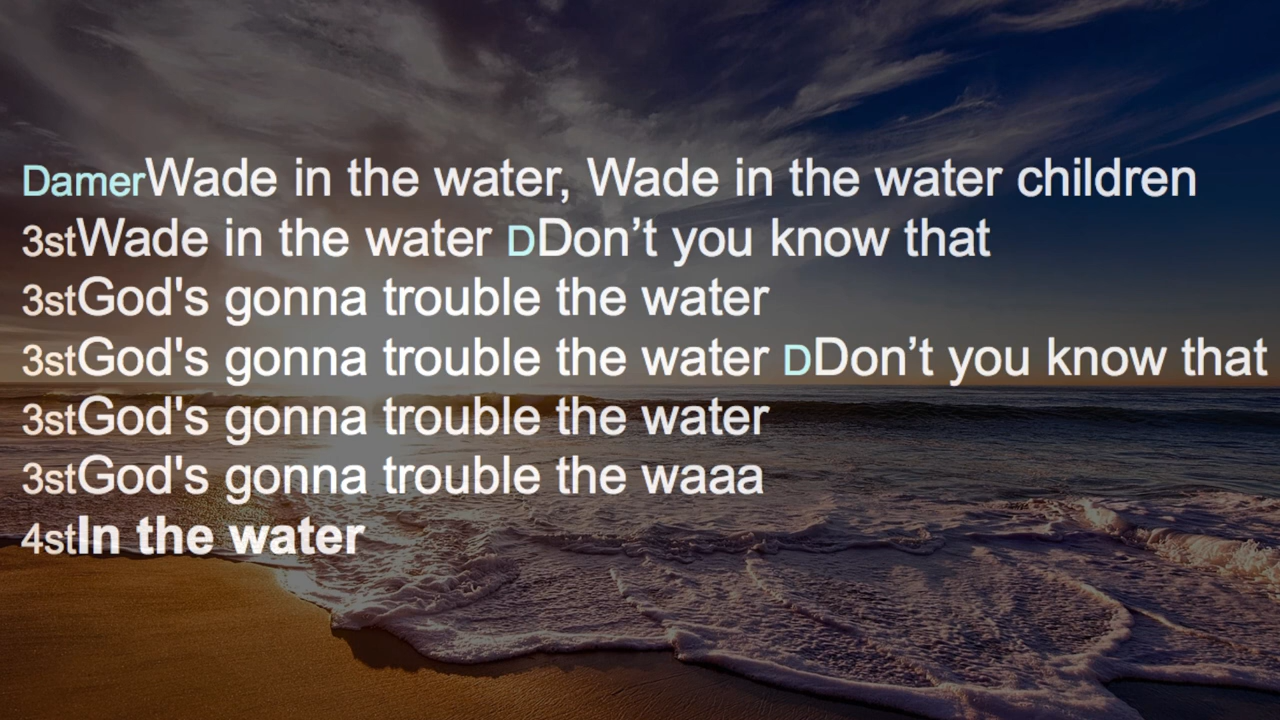 DamerWade in the water, Wade in the water children
3stWade in the water DDon’t you know that
3stGod's gonna trouble the water
3stGod's gonna trouble the water DDon’t you know that
3stGod's gonna trouble the water
3stGod's gonna trouble the waaa
4stIn the water